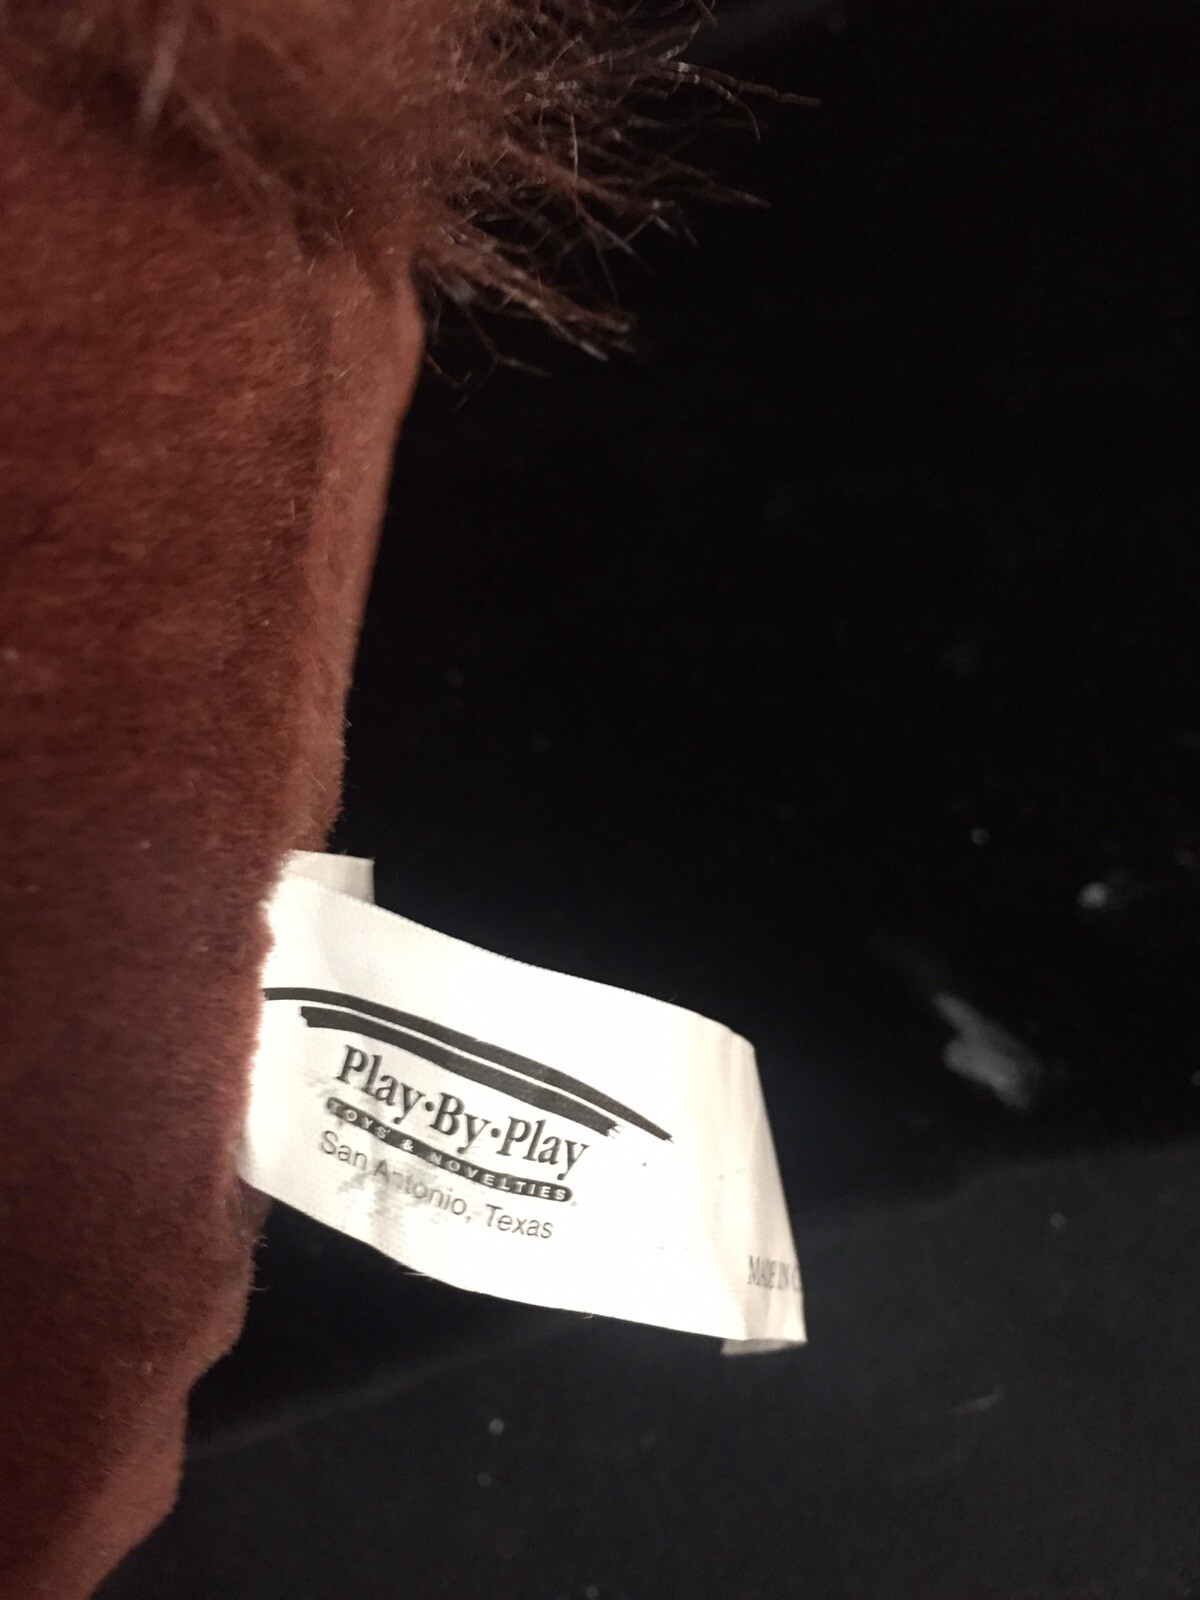 Play·By·Play
TOYS & NOVELTIES
San Antonio, Texas
MADE IN